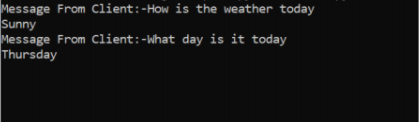 Message From Client:-How is the weather today
Sunny
Message From Client:-What day is it today
Thursday